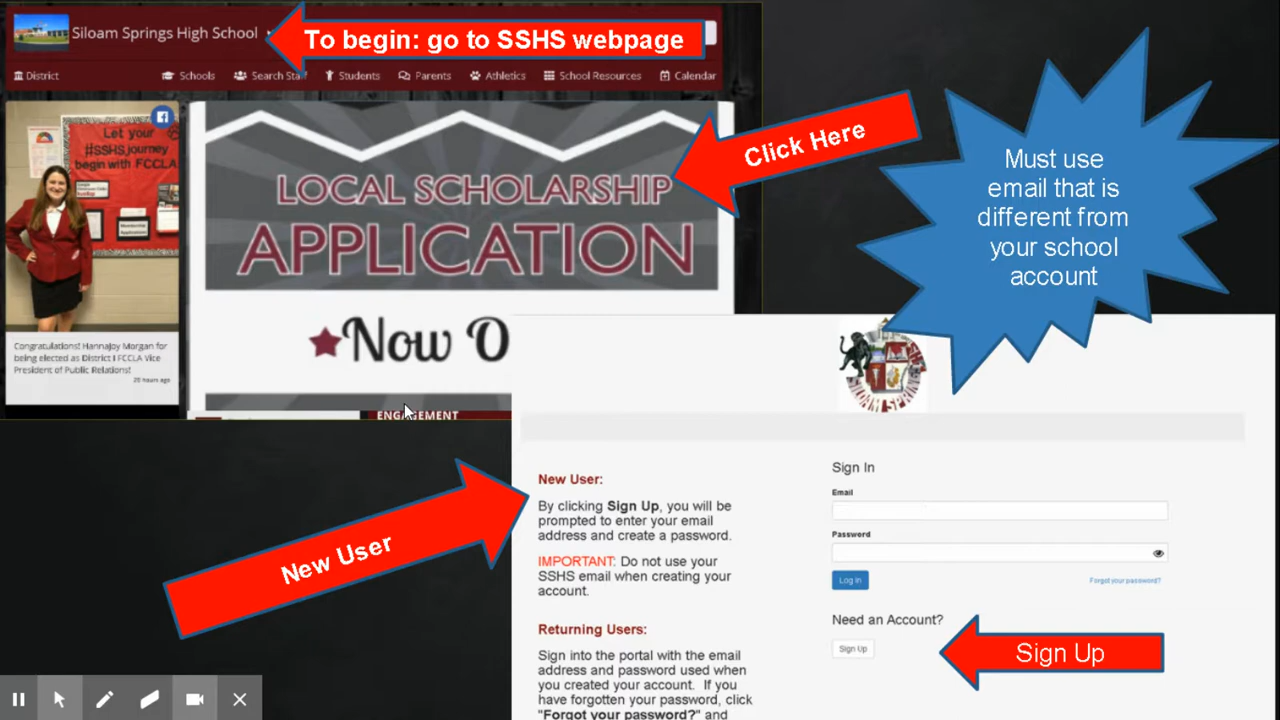 Siloam Springs High School
To begin: go to SSHS webpage
District
Schools
Search Staff
Students
Parents
Athletics
School Resources
Calendar
Let your
#SSHSjourney
begin with FCCLA
Congratulations! HannaJoy Morgan for
being elected as District I FCCLA Vice
President of Public Relations!
20 hours ago
LOCAL SCHOLARSHIP
APPLICATION
Now O
ENGAGEMENT
Click Here
Must use
email that is
different from
your school
account
New User
New User:
By clicking Sign Up, you will be
prompted to enter your email
address and create a password.
IMPORTANT: Do not use your
SSHS email when creating your
account.
Returning Users:
Sign into the portal with the email
address and password used when
you created your account. If you
have forgotten your password, click
"Forgot your password?" and
Sign In
Email
Password
Log In
Forgot your password?
Need an Account?
Sign Up
Sign Up